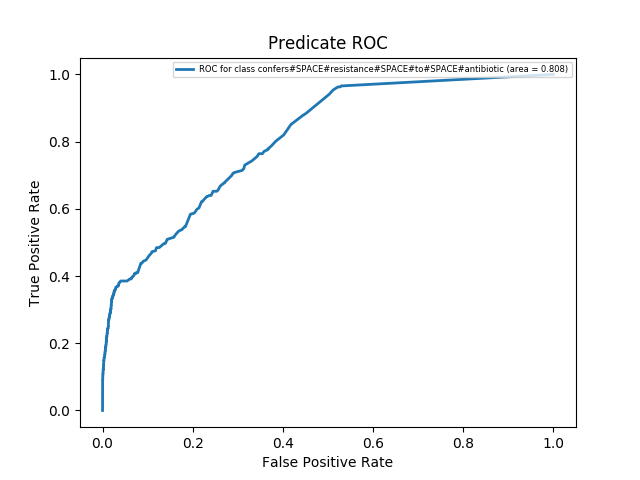 Predicate ROC
ROC for class confers#SPACE#resistance#SPACE#to#SPACE#antibiotic (area = 0.808)
1.0
0.8
0.6
0.4
0.2
0.0
True Positive Rate
0.0 0.2 0.4 0.6 0.8 1.0
False Positive Rate